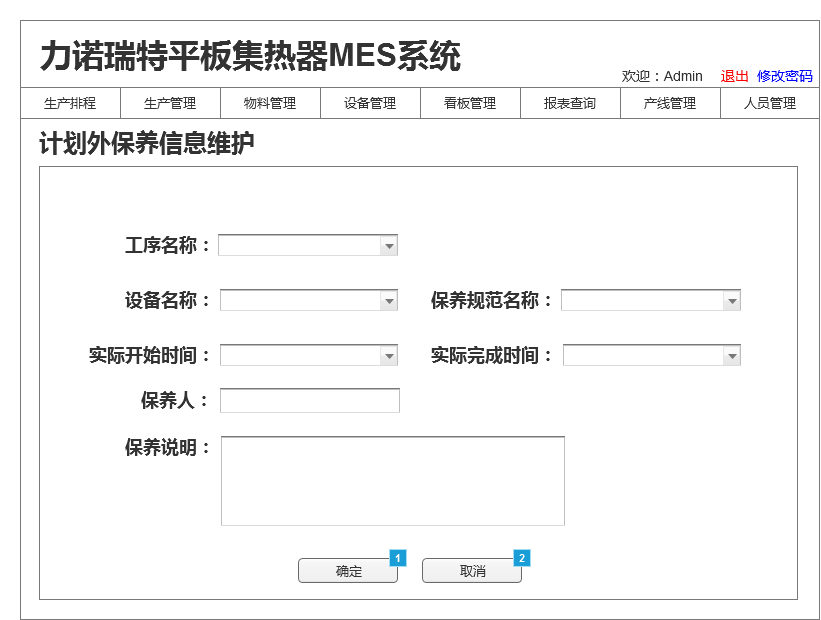 力诺瑞特平板集热器MES系统
欢迎：Admin 退出 修改密码
生产排程 生产管理 物料管理 设备管理 看板管理 报表查询 产线管理 人员管理
计划外保养信息维护
工序名称：
设备名称： 保养规范名称：
实际开始时间： 实际完成时间：
保养人：
保养说明：
确定 1 取消 2